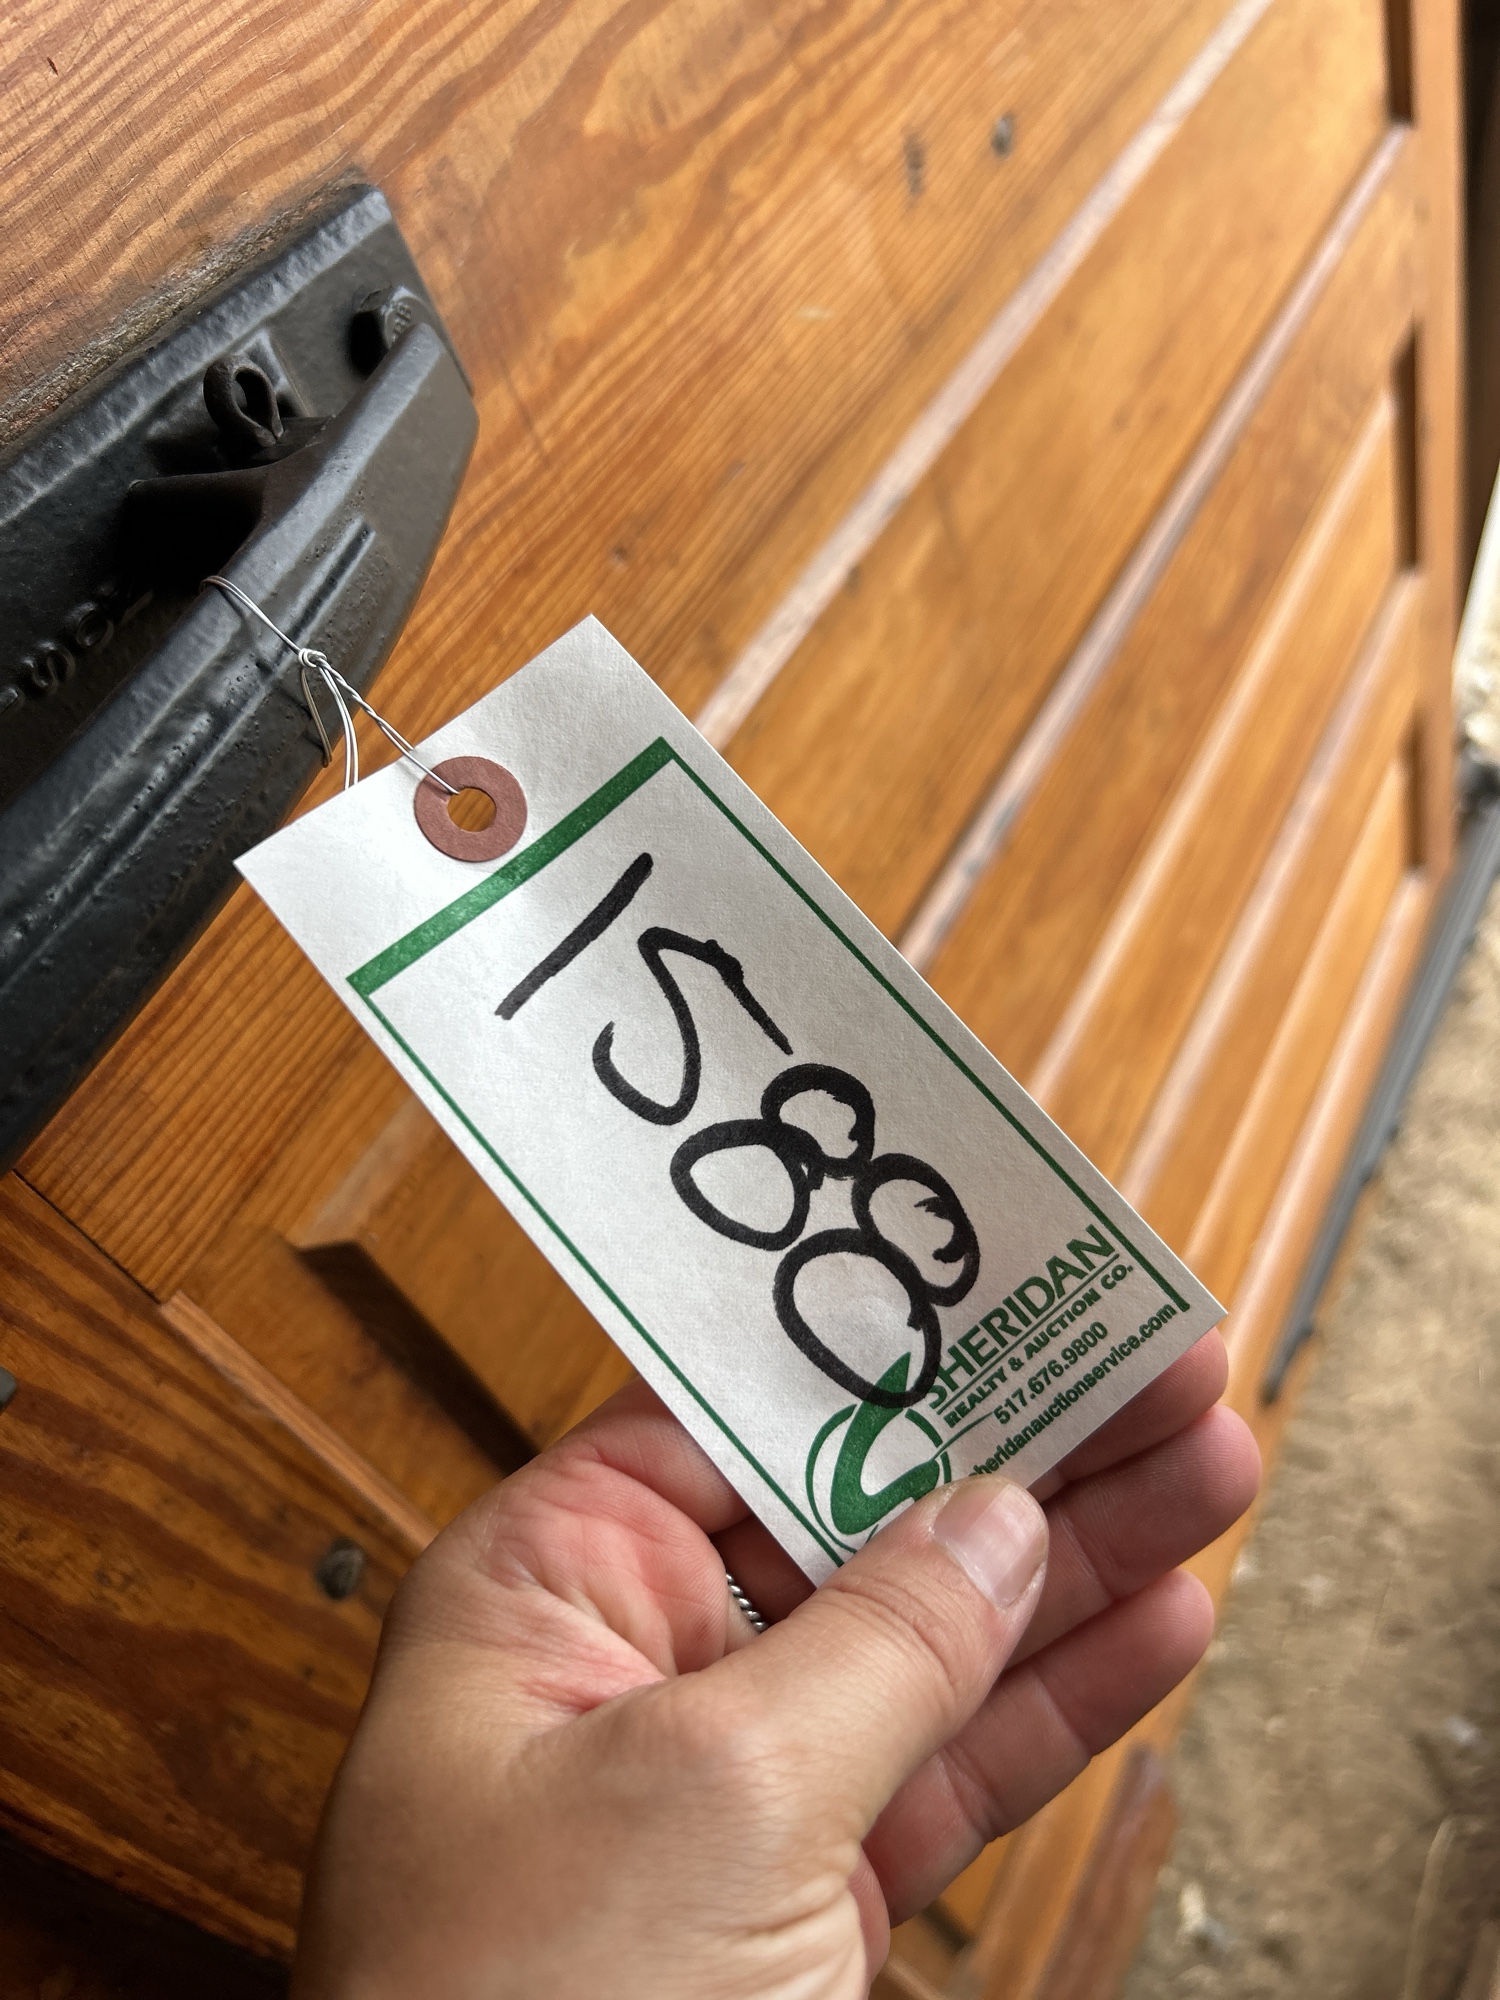 1588
SHERIDAN
REALTY & AUCTION CO.
517.676.9800
sheridanauctionservice.com